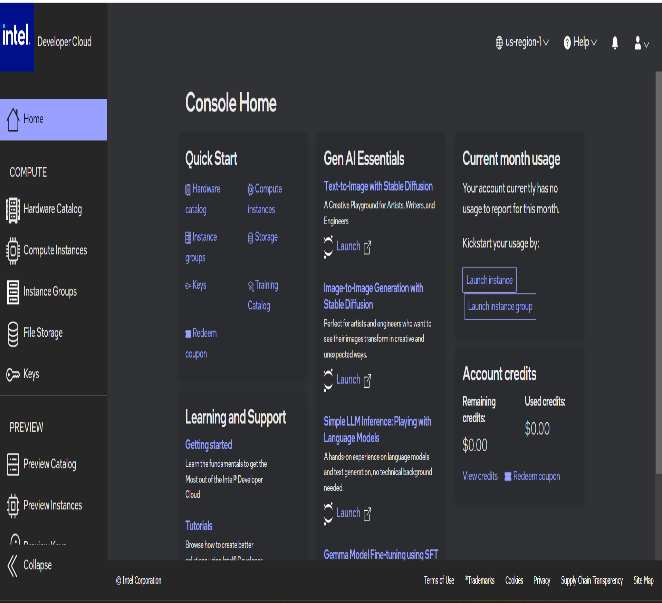 intel. Developer Cloud
us-region-1
Help
Home
COMPUTE
Hardware Catalog
Compute Instances
Instance Groups
File Storage
Keys
PREVIEW
Preview Catalog
Preview Instances
Preview Keys
Collapse
Console Home
Quick Start
Hardware
catalog
Compute
instances
Instance
groups
Storage
Keys
Training
Catalog
Redeem
coupon
Learning and Support
Getting started
Learn the fundamentals to get the
Most out of the Intel® Developer
Cloud
Tutorials
Browse how to create better
solutions using Intel® Developer
Gen AI Essentials
Text-to-Image with Stable Diffusion
A Creative Playground for Artists, Writers, and
Engineers
Launch
Image-to-Image Generation with
Stable Diffusion
Perfect for artists and engineers who want to
see their images transform in creative and
unexpected ways.
Launch
Simple LLM Inference: Playing with
Language Models
A hands-on experience on language models
and text generation, no technical background
needed.
Launch
Gemma Model Fine-tuning using SFT
Current month usage
Your account currently has no
usage to report for this month.
Kickstart your usage by:
Launch instance
Launch instance group
Account credits
Remaining
credits:
$0.00
Used credits:
$0.00
View credits
Redeem coupon
© Intel Corporation
Terms of Use
*Trademarks
Cookies
Privacy
Supply Chain Transparency
Site Map